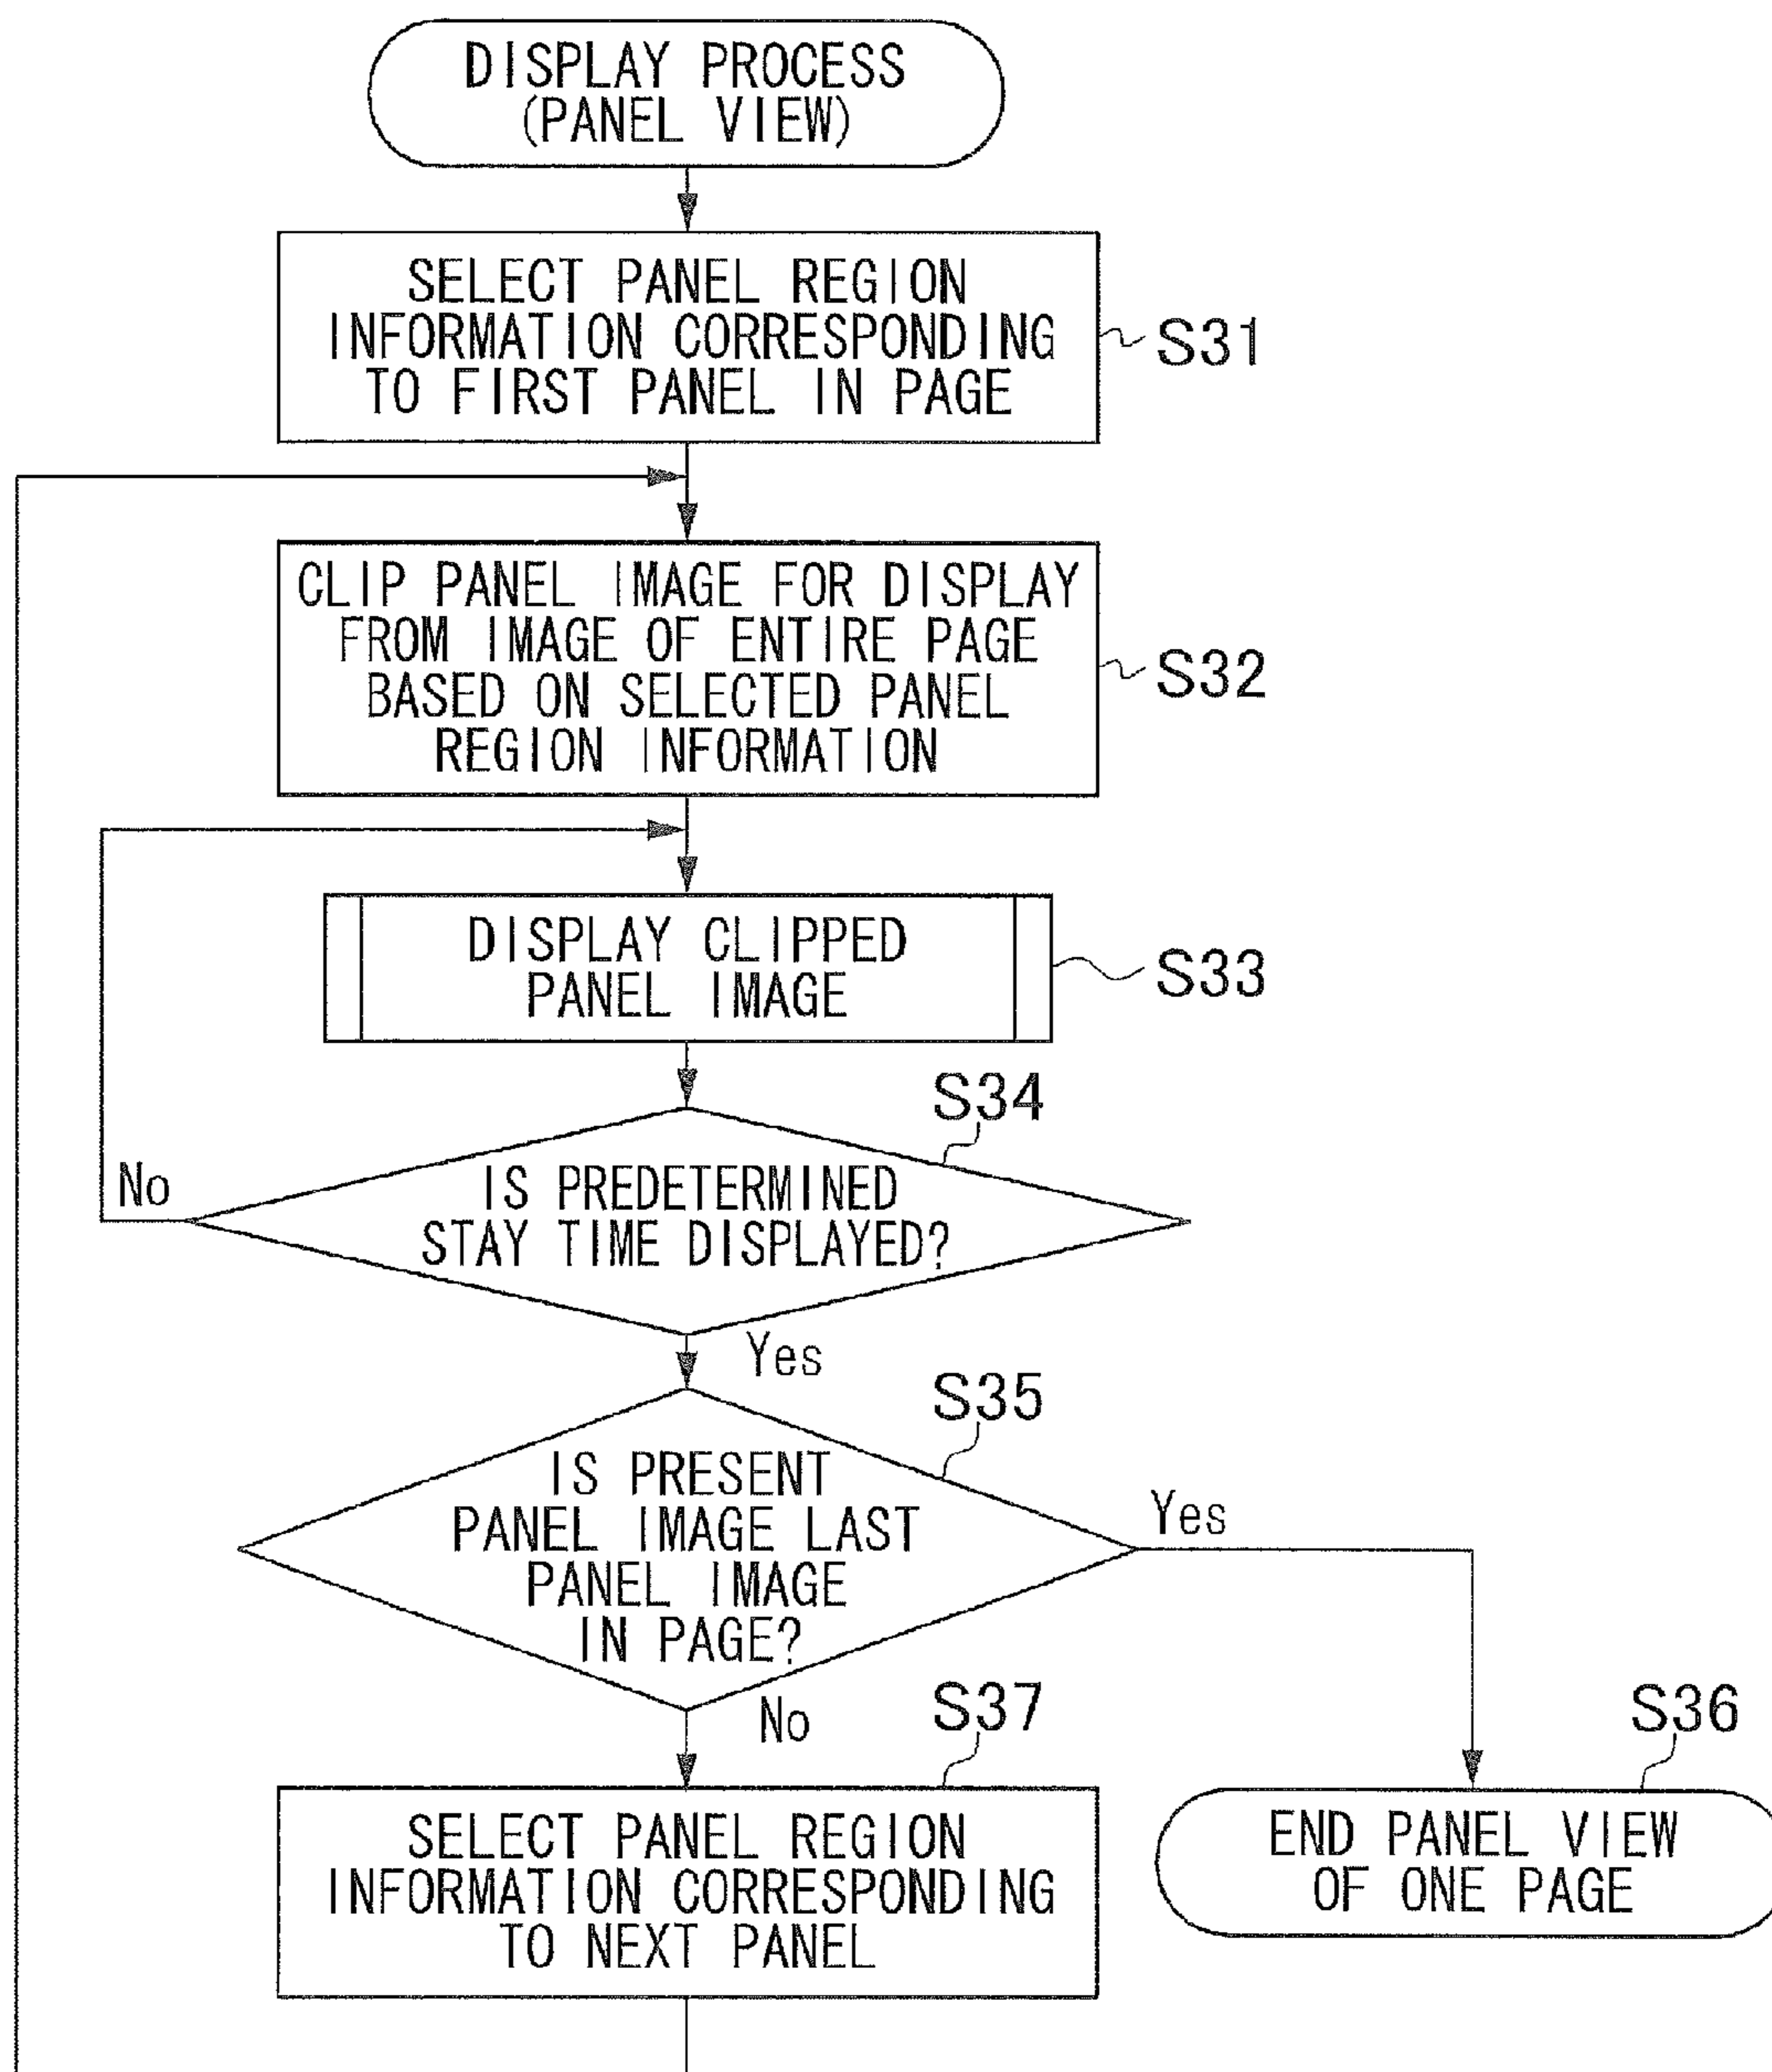 DISPLAY PROCESS
(PANEL VIEW)
SELECT PANEL REGION
INFORMATION CORRESPONDING
TO FIRST PANEL IN PAGE
S31
CLIP PANEL IMAGE FOR DISPLAY
FROM IMAGE OF ENTIRE PAGE
BASED ON SELECTED PANEL
REGION INFORMATION
S32
DISPLAY CLIPPED
PANEL IMAGE
S33
S34
No
IS PREDETERMINED
STAY TIME DISPLAYED?
Yes
S35
IS PRESENT
PANEL IMAGE LAST
PANEL IMAGE
IN PAGE?
Yes
No
S37
S36
SELECT PANEL REGION
INFORMATION CORRESPONDING
TO NEXT PANEL
END PANEL VIEW
OF ONE PAGE